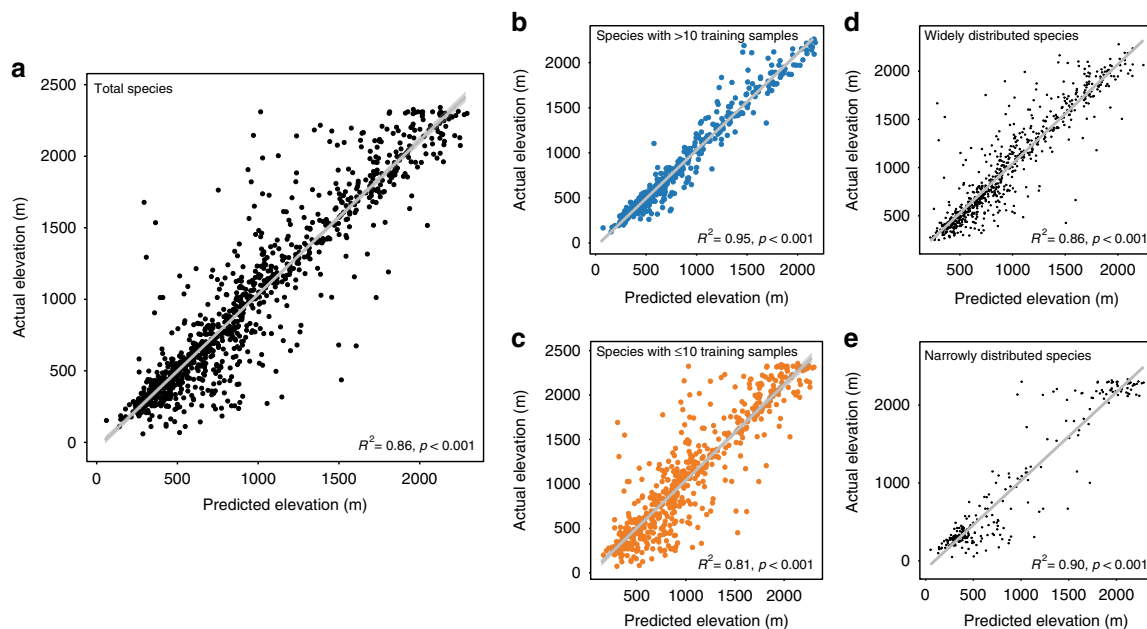 a
Total species
2500
2000
1500
1000
500
0
Actual elevation (m)
R² = 0.86, p < 0.001
0
500
1000
1500
2000
Predicted elevation (m)
b
Species with >10 training samples
2000
1500
1000
500
0
Actual elevation (m)
R² = 0.95, p < 0.001
0
500
1000
1500
2000
Predicted elevation (m)
c
Species with ≤10 training samples
2500
2000
1500
1000
500
0
Actual elevation (m)
R² = 0.81, p < 0.001
500
1000
1500
2000
Predicted elevation (m)
d
Widely distributed species
2000
1500
1000
500
Actual elevation (m)
R² = 0.86, p < 0.001
500
1000
1500
2000
Predicted elevation (m)
e
Narrowly distributed species
2000
1000
0
Actual elevation (m)
R² = 0.90, p < 0.001
0
500
1000
1500
2000
Predicted elevation (m)